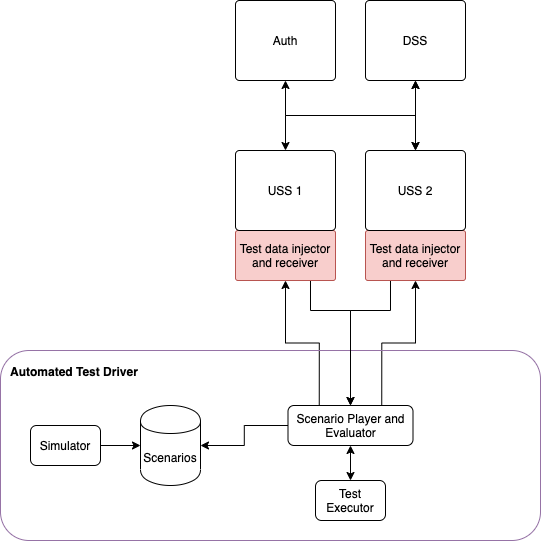 Auth
DSS
USS 1
USS 2
Test data injector
and receiver
Test data injector
and receiver
Automated Test Driver
Scenario Player and
Evaluator
Simulator
Scenarios
Test
Executor